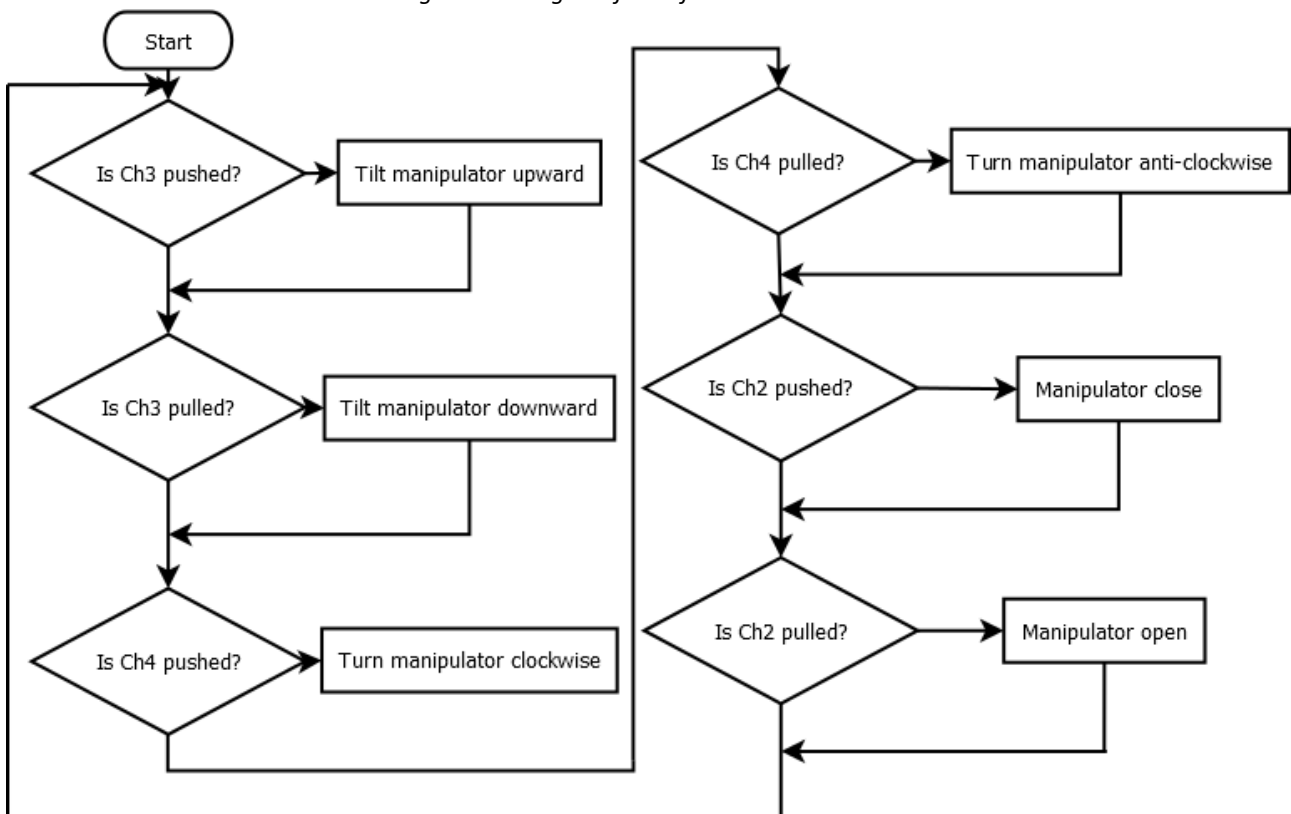 Start
Is Ch3 pushed?
Tilt manipulator upward
Is Ch3 pulled?
Tilt manipulator downward
Is Ch4 pushed?
Turn manipulator clockwise
Is Ch4 pulled?
Turn manipulator anti-clockwise
Is Ch2 pushed?
Manipulator close
Is Ch2 pulled?
Manipulator open